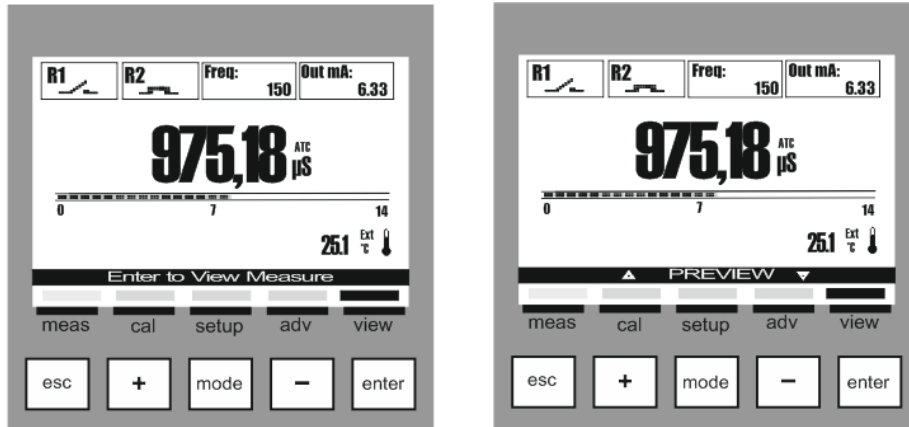 R1 R2 Freq: 150 Out mA: 6.33
975,18 ATC µS
0 7 14
25.1 Ext °C
Enter to View Measure
meas cal setup adv view
esc + mode − enter
R1 R2 Freq: 150 Out mA: 6.33
975,18 ATC µS
0 7 14
25.1 Ext °C
PREVIEW
meas cal setup adv view
esc + mode − enter